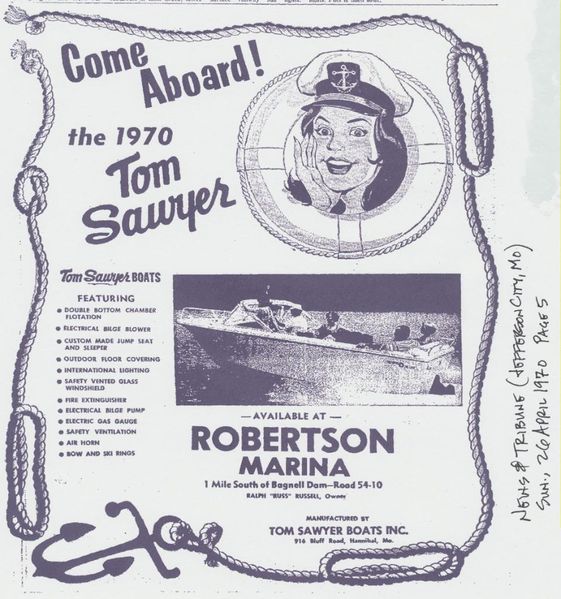 Come
Aboard!
the 1970
Tom
Sawyer
Tom Sawyer BOATS
FEATURING
• DOUBLE BOTTOM CHAMBER
FLOTATION
• ELECTRICAL BILGE BLOWER
• CUSTOM MADE JUMP SEAT
AND SLEEPER
• OUTDOOR FLOOR COVERING
• INTERNATIONAL LIGHTING
• SAFETY VENTED GLASS
WINDSHIELD
• FIRE EXTINGUISHER
• ELECTRICAL BILGE PUMP
• ELECTRIC GAS GAUGE
• SAFETY VENTILATION
• AIR HORN
• BOW AND SKI RINGS
— AVAILABLE AT —
ROBERTSON
MARINA
1 Mile South of Bagnell Dam—Road 54-10
RALPH "RUSS" RUSSELL, Owner
MANUFACTURED BY
TOM SAWYER BOATS INC.
916 Bluff Road, Hannibal, Mo.
NEWS & TRIBUNE (JEFFERSON CITY, MO)
SUN., 26 APRIL 1970 PAGE 5